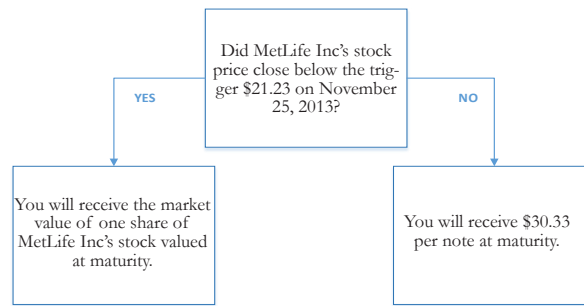 Did MetLife Inc's stock
price close below the trig-
ger $21.23 on November
25, 2013?
YES
NO
You will receive the market
value of one share of
MetLife Inc's stock valued
at maturity.
You will receive $30.33
per note at maturity.